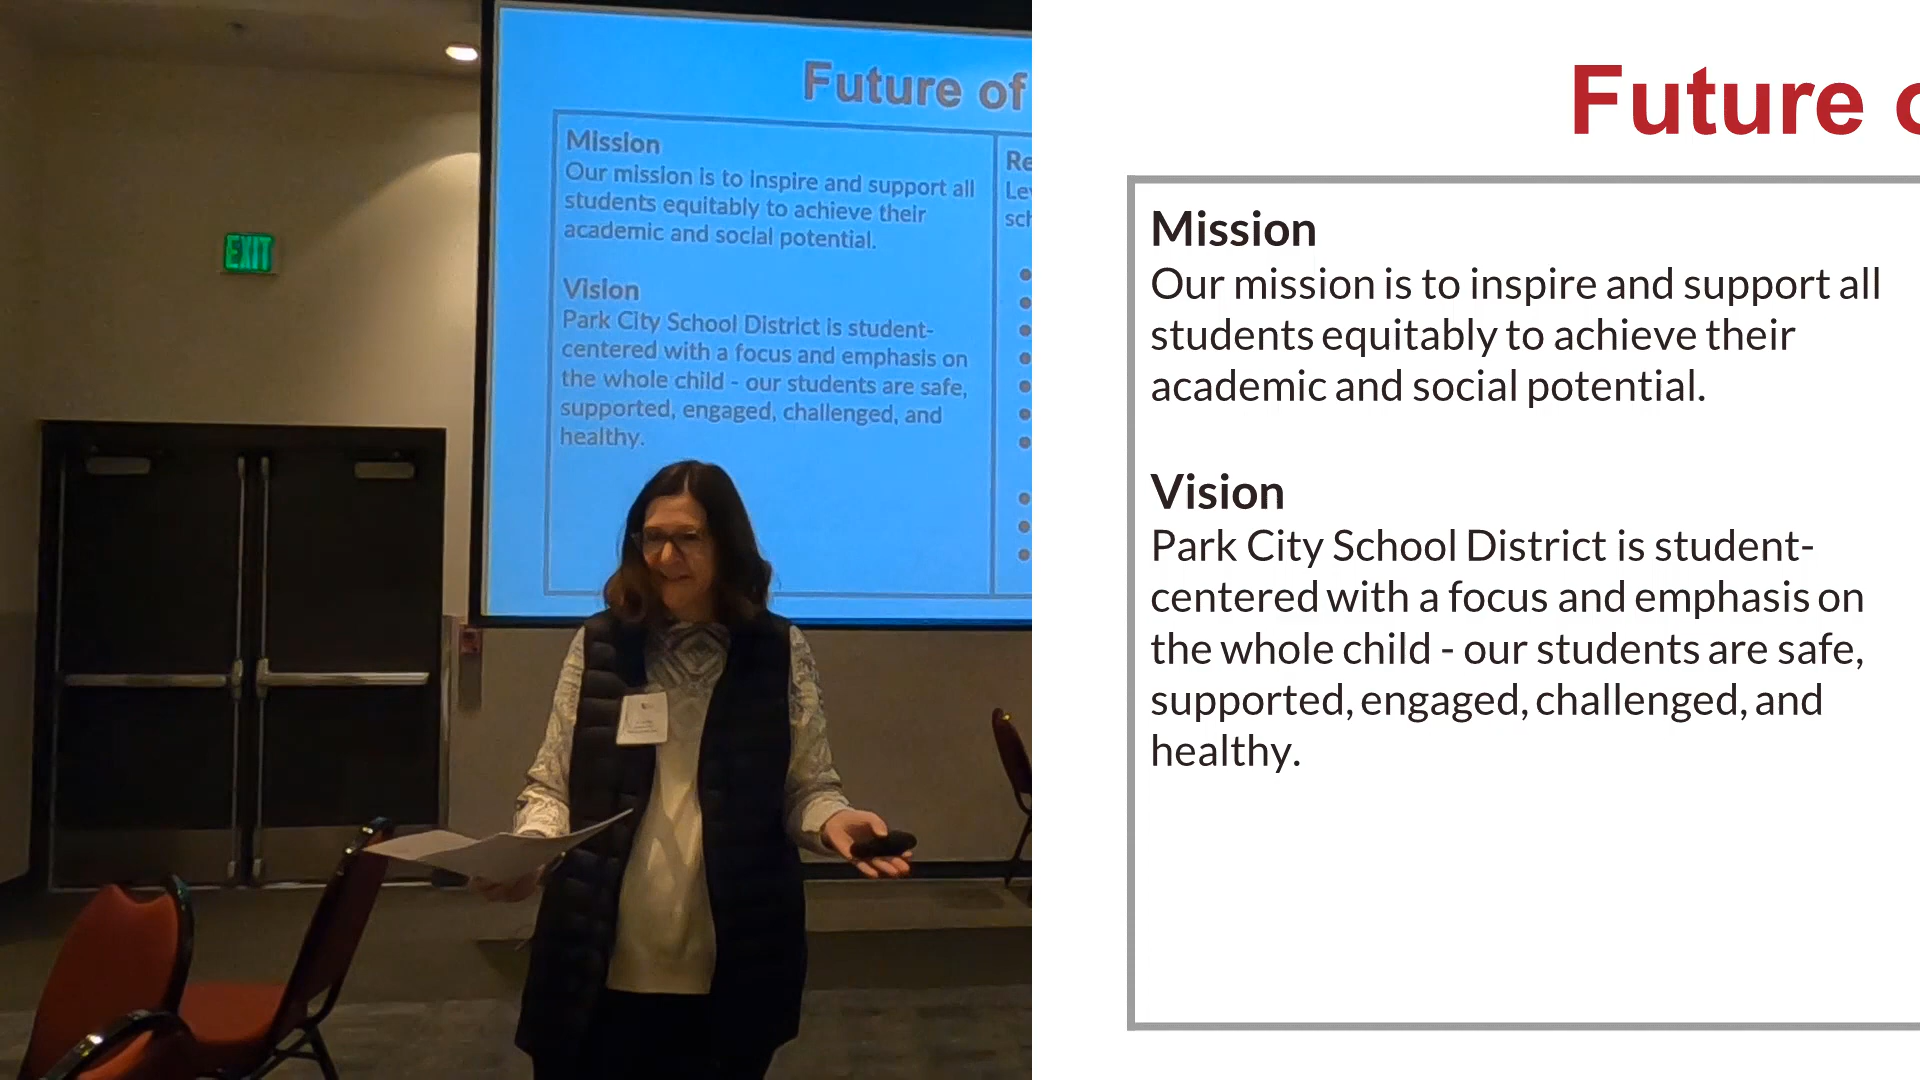 EXIT
Future of
Mission
Our mission is to inspire and support all
students equitably to achieve their
academic and social potential.
Vision
Park City School District is student-
centered with a focus and emphasis on
the whole child - our students are safe,
supported, engaged, challenged, and
healthy.
Future
Mission
Our mission is to inspire and support all
students equitably to achieve their
academic and social potential.
Vision
Park City School District is student-
centered with a focus and emphasis on
the whole child - our students are safe,
supported, engaged, challenged, and
healthy.